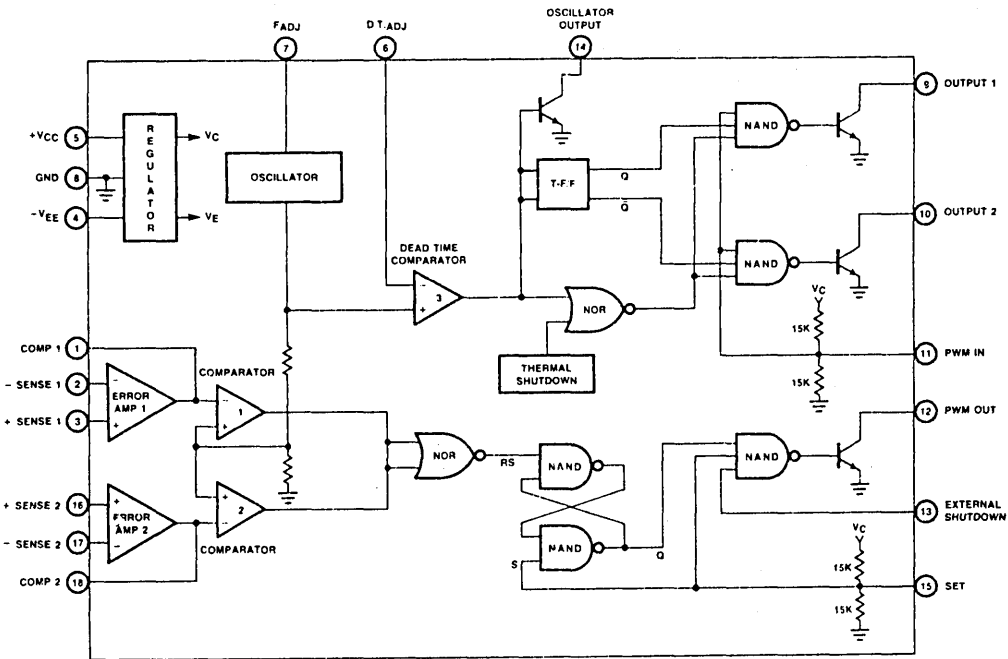 OSCILLATOR
OUTPUT
FADJ
D T. ADJ
7
6
14
9 OUTPUT 1
+VCC 5
REGULATOR
VC
NAND
GND 8
OSCILLATOR
T-F/F
Q
-VEE 4
VE
Q̅
10 OUTPUT 2
DEAD TIME
COMPARATOR
NAND
-
3
+
NOR
VC
15K
COMP 1 1
THERMAL
SHUTDOWN
11 PWM IN
15K
COMPARATOR
- SENSE 1 2
-
ERROR
AMP 1
+
-
1
+
12 PWM OUT
+ SENSE 1 3
NOR
RS
NAND
NAND
+ SENSE 2 16
+
ERROR
AMP 2
-
+
2
-
13 EXTERNAL
SHUTDOWN
- SENSE 2 17
COMPARATOR
NAND
Q
VC
S
15K
COMP 2 18
15 SET
15K